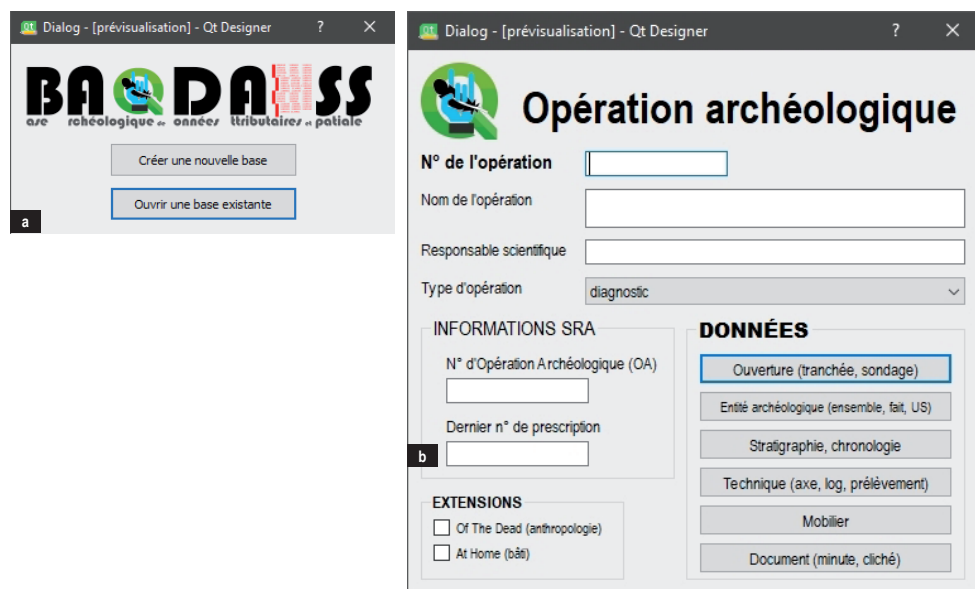 Dialog - [prévisualisation] - Qt Designer
BAQDADSS
ase rchéologique de onnées ttributaires et patiale
Créer une nouvelle base
Ouvrir une base existante
a
Dialog - [prévisualisation] - Qt Designer
Opération archéologique
N° de l'opération
Nom de l'opération
Responsable scientifique
Type d'opération
diagnostic
INFORMATIONS SRA
N° d'Opération Archéologique (OA)
Dernier n° de prescription
b
EXTENSIONS
Of The Dead (anthropologie)
At Home (bâti)
DONNÉES
Ouverture (tranchée, sondage)
Entité archéologique (ensemble, fait, US)
Stratigraphie, chronologie
Technique (axe, log, prélèvement)
Mobilier
Document (minute, cliché)